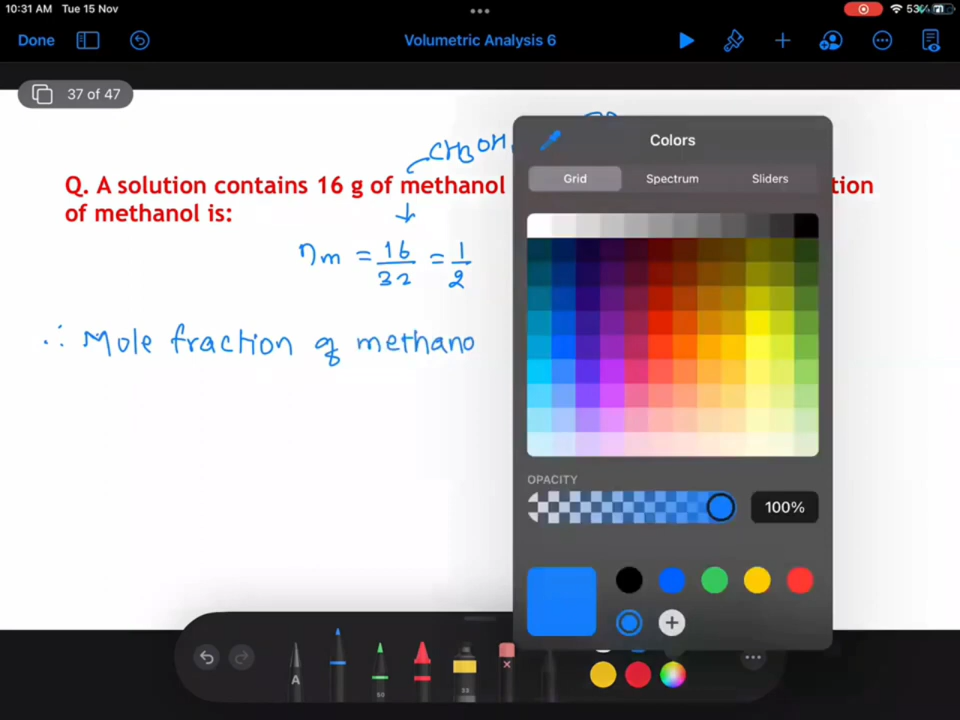 10:31 AM Tue 15 Nov
53%
Done
Volumetric Analysis 6
37 of 47
CH3OH
Q. A solution contains 16 g of methanol
tion
of methanol is:
nm = 16/32 = 1/2
∴ Mole fraction of methano
Colors
Grid
Spectrum
Sliders
OPACITY
100%
A
50
53